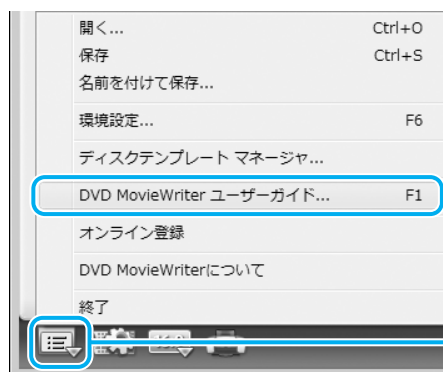 開く... Ctrl+O
保存 Ctrl+S
名前を付けて保存...
環境設定... F6
ディスクテンプレート マネージャ...
DVD MovieWriter ユーザーガイド... F1
オンライン登録
DVD MovieWriterについて
終了